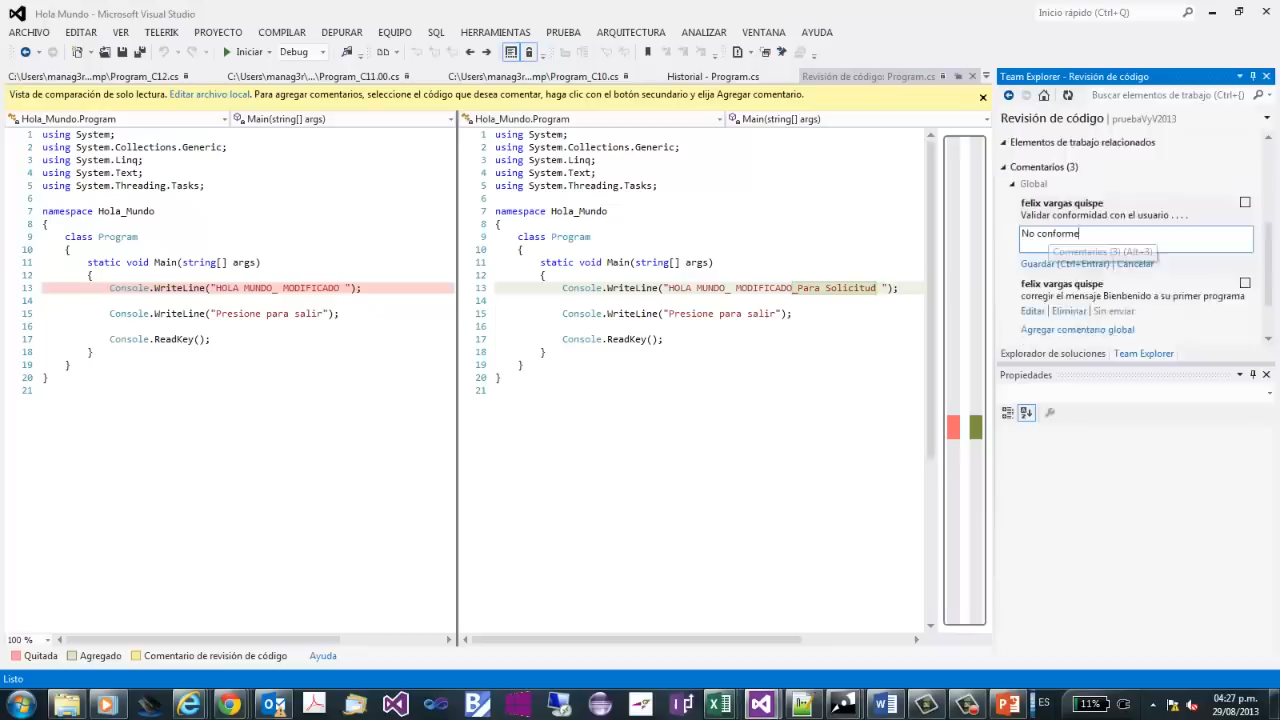 Hola Mundo - Microsoft Visual Studio
Inicio rápido (Ctrl+Q)
ARCHIVO EDITAR VER TELERIK PROYECTO COMPILAR DEPURAR EQUIPO SQL HERRAMIENTAS PRUEBA ARQUITECTURA ANALIZAR VENTANA AYUDA
Iniciar Debug
C:\Users\manag3r...mp\Program_C12.cs C:\Users\manag3r...\Program_C11.00.cs C:\Users\manag3r...mp\Program_C10.cs Historial - Program.cs Revisión de código: Program.cs
Vista de comparación de solo lectura. Editar archivo local. Para agregar comentarios, seleccione el código que desea comentar, haga clic con el botón secundario y elija Agregar comentario.
Hola_Mundo.Program Main(string[] args)
1 using System;
2 using System.Collections.Generic;
3 using System.Linq;
4 using System.Text;
5 using System.Threading.Tasks;
6
7 namespace Hola_Mundo
8 {
9 class Program
10 {
11 static void Main(string[] args)
12 {
13 Console.WriteLine("HOLA MUNDO_ MODIFICADO ");
14
15 Console.WriteLine("Presione para salir");
16
17 Console.ReadKey();
18 }
19 }
20 }
21
Hola_Mundo.Program Main(string[] args)
1 using System;
2 using System.Collections.Generic;
3 using System.Linq;
4 using System.Text;
5 using System.Threading.Tasks;
6
7 namespace Hola_Mundo
8 {
9 class Program
10 {
11 static void Main(string[] args)
12 {
13 Console.WriteLine("HOLA MUNDO_ MODIFICADO_Para Solicitud ");
14
15 Console.WriteLine("Presione para salir");
16
17 Console.ReadKey();
18 }
19 }
20 }
21
100 %
Quitada Agregado Comentario de revisión de código Ayuda
Team Explorer - Revisión de código
Buscar elementos de trabajo (Ctrl+()
Revisión de código | pruebaVyV2013
Elementos de trabajo relacionados
Comentarios (3)
Global
felix vargas quispe
Validar conformidad con el usuario . . . .
No conforme
Comentarios (3) (Alt+3)
Guardar (Ctrl+Entrar) | Cancelar
felix vargas quispe
corregir el mensaje Bienbenido a su primer programa
Editar | Eliminar | Sin enviar
Agregar comentario global
Explorador de soluciones Team Explorer
Propiedades
Listo
ES 11% 04:27 p.m.
29/08/2013